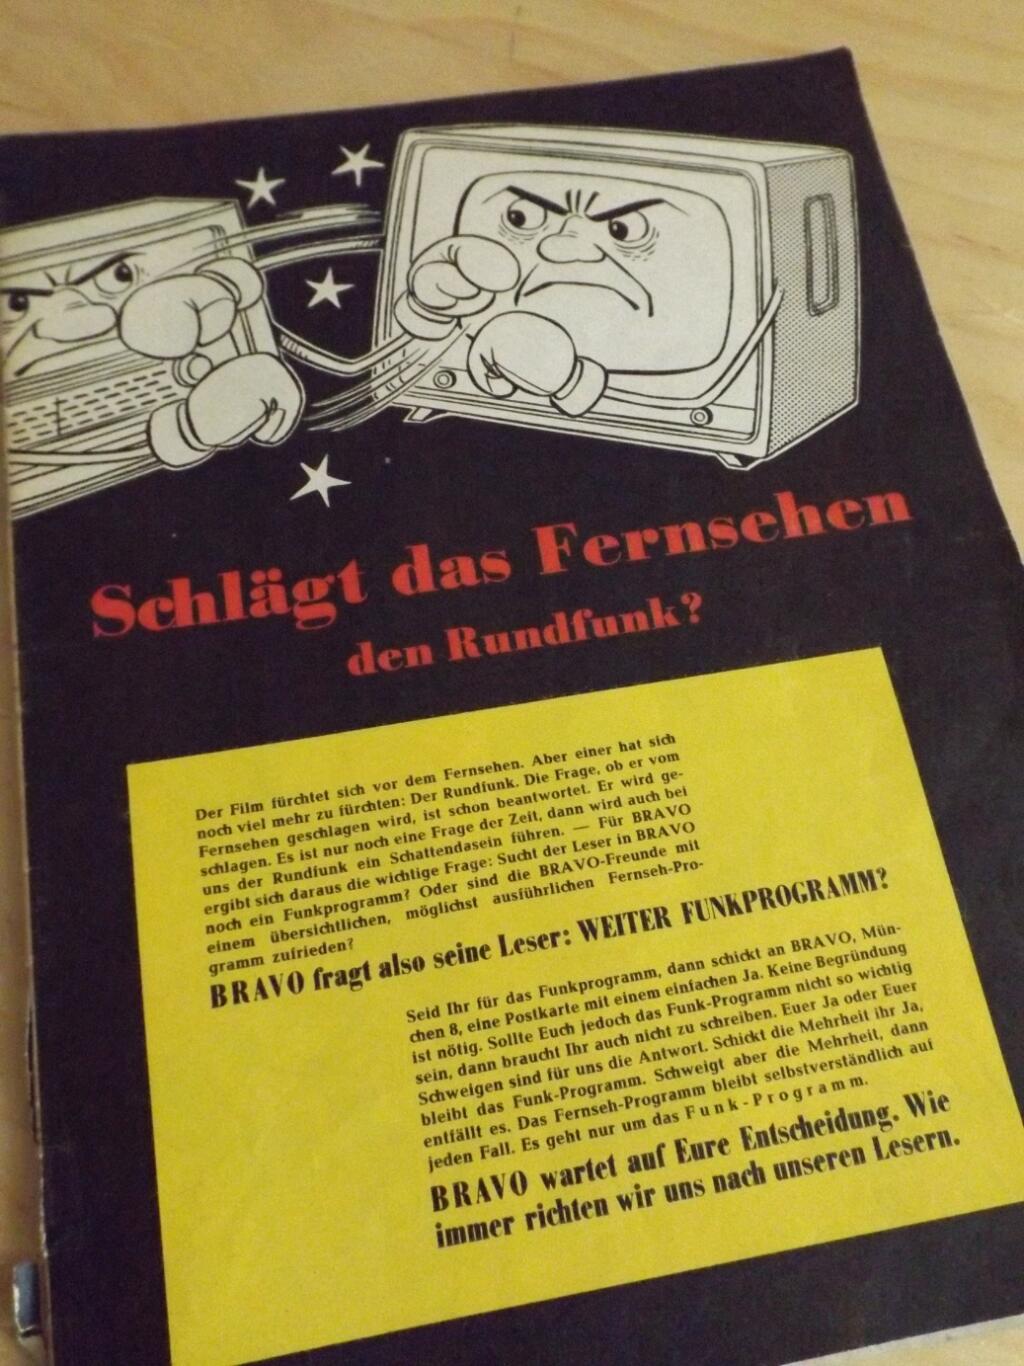 Schlägt das Fernsehen
den Rundfunk?
Der Film fürchtet sich vor dem Fernsehen. Aber einer hat sich
noch viel mehr zu fürchten: Der Rundfunk. Die Frage, ob er vom
Fernsehen geschlagen wird, ist schon beantwortet. Er wird ge-
schlagen. Es ist nur noch eine Frage der Zeit, dann wird auch bei
uns der Rundfunk ein Schattendasein führen. — Für BRAVO
ergibt sich daraus die wichtige Frage: Sucht der Leser in BRAVO
noch ein Funkprogramm? Oder sind die BRAVO-Freunde mit
einem übersichtlichen, möglichst ausführlichen Fernseh-Pro-
gramm zufrieden?
BRAVO fragt also seine Leser: WEITER FUNKPROGRAMM?
Seid Ihr für das Funkprogramm, dann schickt an BRAVO, Mün-
chen 8, eine Postkarte mit einem einfachen Ja. Keine Begründung
ist nötig. Sollte Euch jedoch das Funk-Programm nicht so wichtig
sein, dann braucht Ihr auch nicht zu schreiben. Euer Ja oder Euer
Schweigen sind für uns die Antwort. Schickt die Mehrheit ihr Ja,
bleibt das Funk-Programm. Schweigt aber die Mehrheit, dann
entfällt es. Das Fernseh-Programm bleibt selbstverständlich auf
jeden Fall. Es geht nur um das Funk-Programm.
BRAVO wartet auf Eure Entscheidung. Wie
immer richten wir uns nach unseren Lesern.